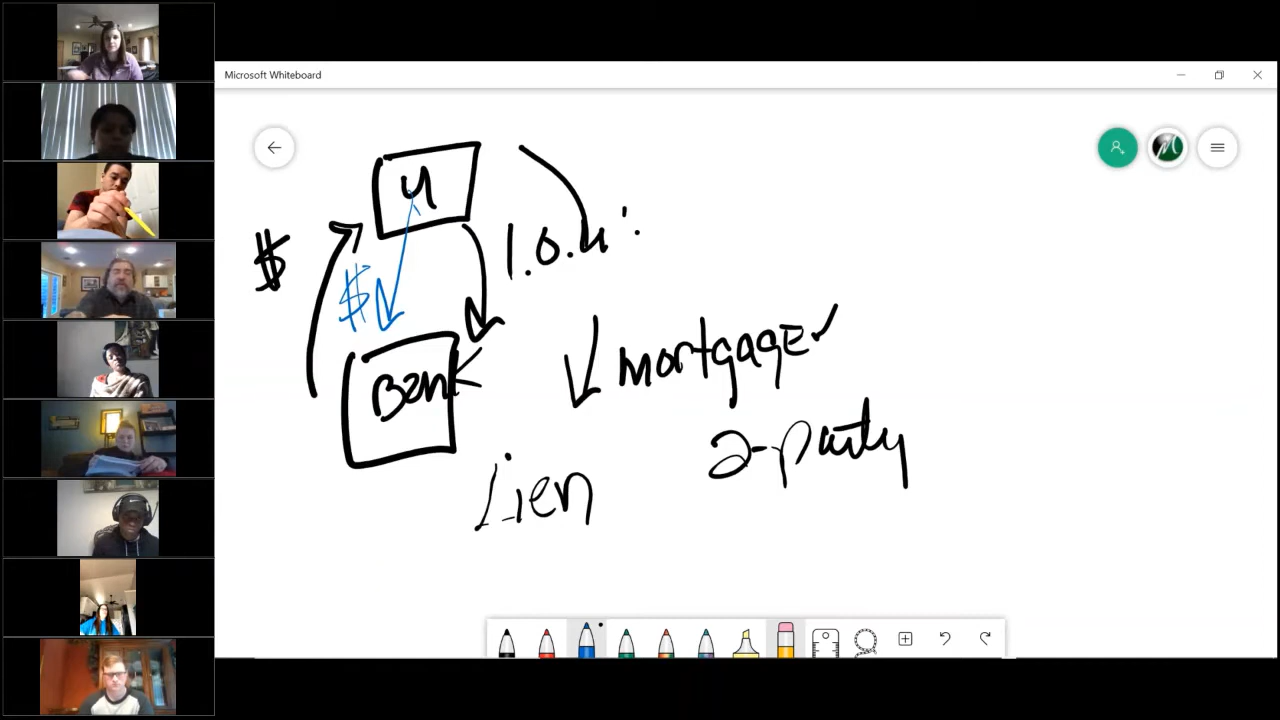 Microsoft Whiteboard
u
$
I.O.u:
$
Bank
mortgage
2-party
Lien